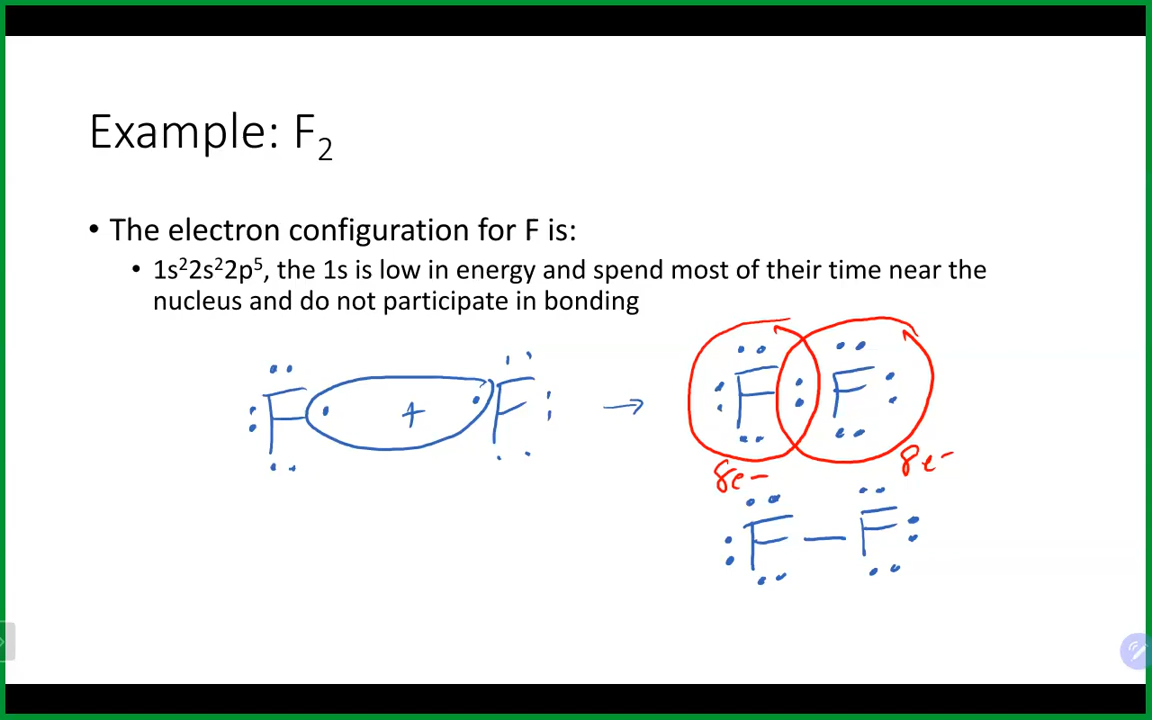 Example: F₂
• The electron configuration for F is:
• 1s²2s²2p⁵, the 1s is low in energy and spend most of their time near the
nucleus and do not participate in bonding
F + F → F : F
8e- 8e-
F — F